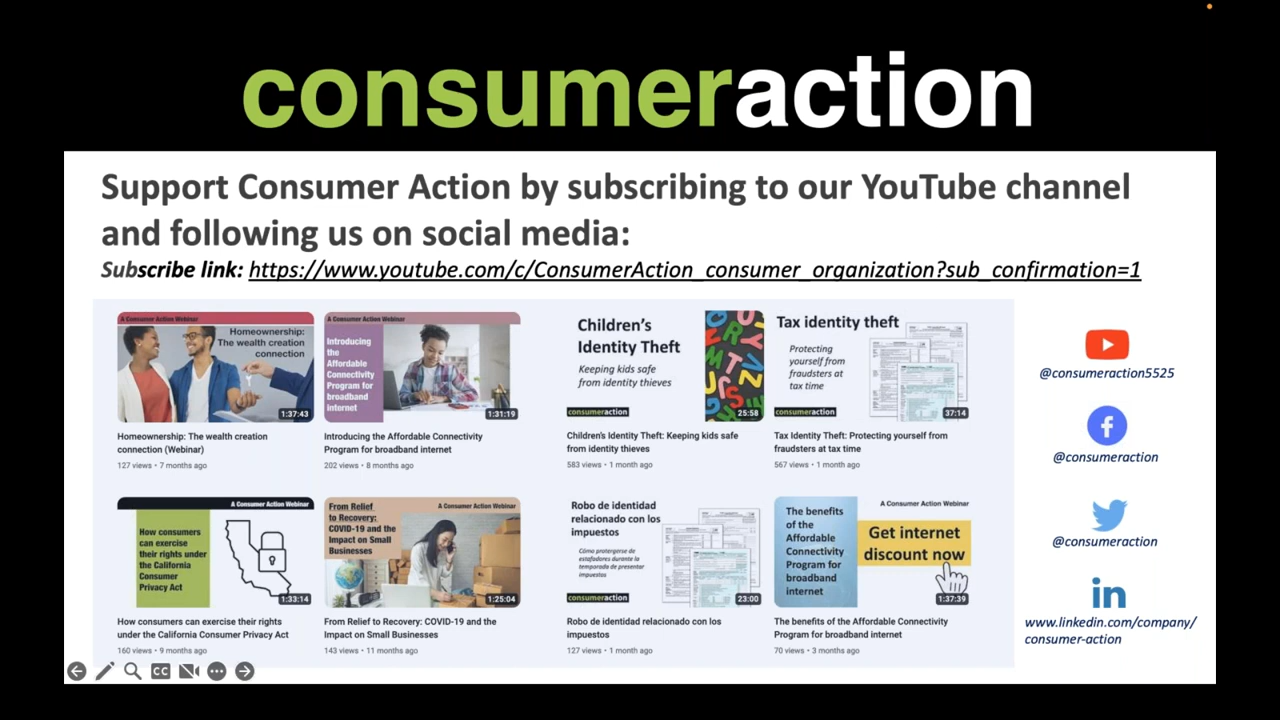 consumeraction
Support Consumer Action by subscribing to our YouTube channel
and following us on social media:
Subscribe link: https://www.youtube.com/c/ConsumerAction_consumer_organization?sub_confirmation=1
A Consumer Action Webinar
Homeownership:
The wealth creation
connection
1:37:43
Homeownership: The wealth creation
connection (Webinar)
127 views • 7 months ago
A Consumer Action Webinar
Introducing
the
Affordable
Connectivity
Program for
broadband
internet
1:31:19
Introducing the Affordable Connectivity
Program for broadband internet
202 views • 8 months ago
Children's
Identity Theft
Keeping kids safe
from identity thieves
consumeraction
25:58
Children's Identity Theft: Keeping kids safe
from identity thieves
583 views • 1 month ago
Tax identity theft
Protecting
yourself from
fraudsters at
tax time
consumeraction
37:14
Tax Identity Theft: Protecting yourself from
fraudsters at tax time
567 views • 1 month ago
A Consumer Action Webinar
How consumers
can exercise
their rights under
the California
Consumer
Privacy Act
1:33:14
How consumers can exercise their rights
under the California Consumer Privacy Act
160 views • 9 months ago
From Relief
to Recovery:
COVID-19 and the
Impact on Small
Businesses
A Consumer Action Webinar
1:25:04
From Relief to Recovery: COVID-19 and the
Impact on Small Businesses
143 views • 11 months ago
Robo de identidad
relacionado con los
impuestos
Cómo protegerse de
estafadores durante la
temporada de presentar
impuestos
consumeraction
23:00
Robo de identidad relacionado con los
impuestos
127 views • 1 month ago
The benefits
of the
Affordable
Connectivity
Program for
broadband
internet
A Consumer Action Webinar
Get internet
discount now
1:37:39
The benefits of the Affordable Connectivity
Program for broadband internet
70 views • 3 months ago
@consumeraction5525
@consumeraction
@consumeraction
www.linkedin.com/company/
consumer-action
CC